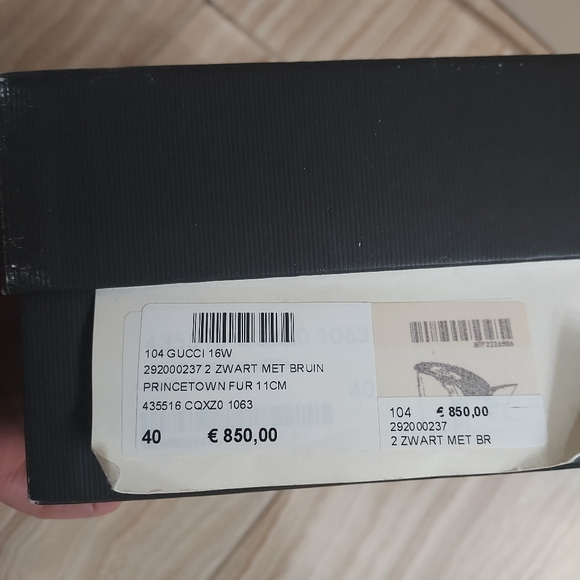 104 GUCCI 16W
292000237 2 ZWART MET BRUIN
PRINCETOWN FUR 11CM
435516 CQXZ0 1063
40 € 850,00
104 € 850,00
292000237
2 ZWART MET BR